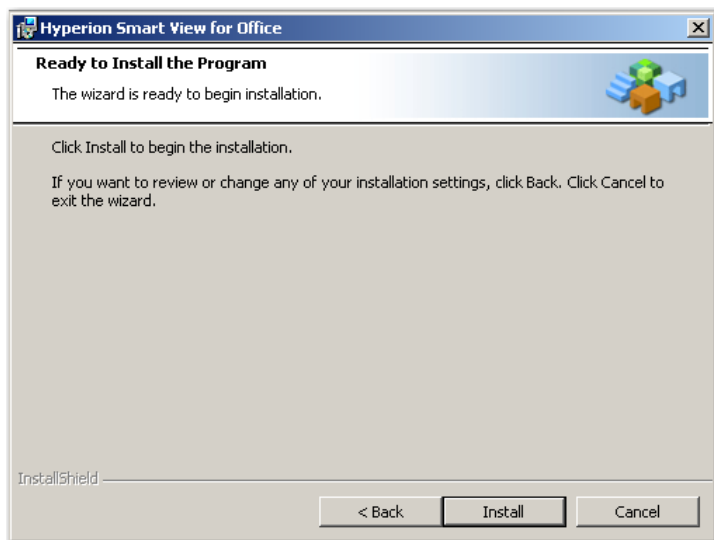 Hyperion Smart View for Office
Ready to Install the Program
The wizard is ready to begin installation.
Click Install to begin the installation.
If you want to review or change any of your installation settings, click Back. Click Cancel to
exit the wizard.
InstallShield
< Back
Install
Cancel